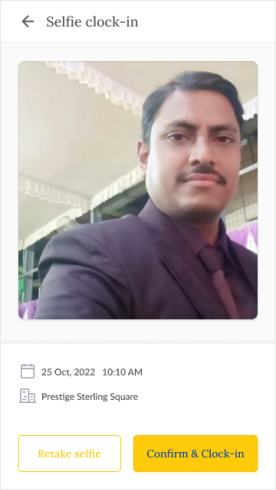 Selfie clock-in
25 Oct, 2022 10:10 AM
Prestige Sterling Square
Retake selfie
Confirm & Clock-in